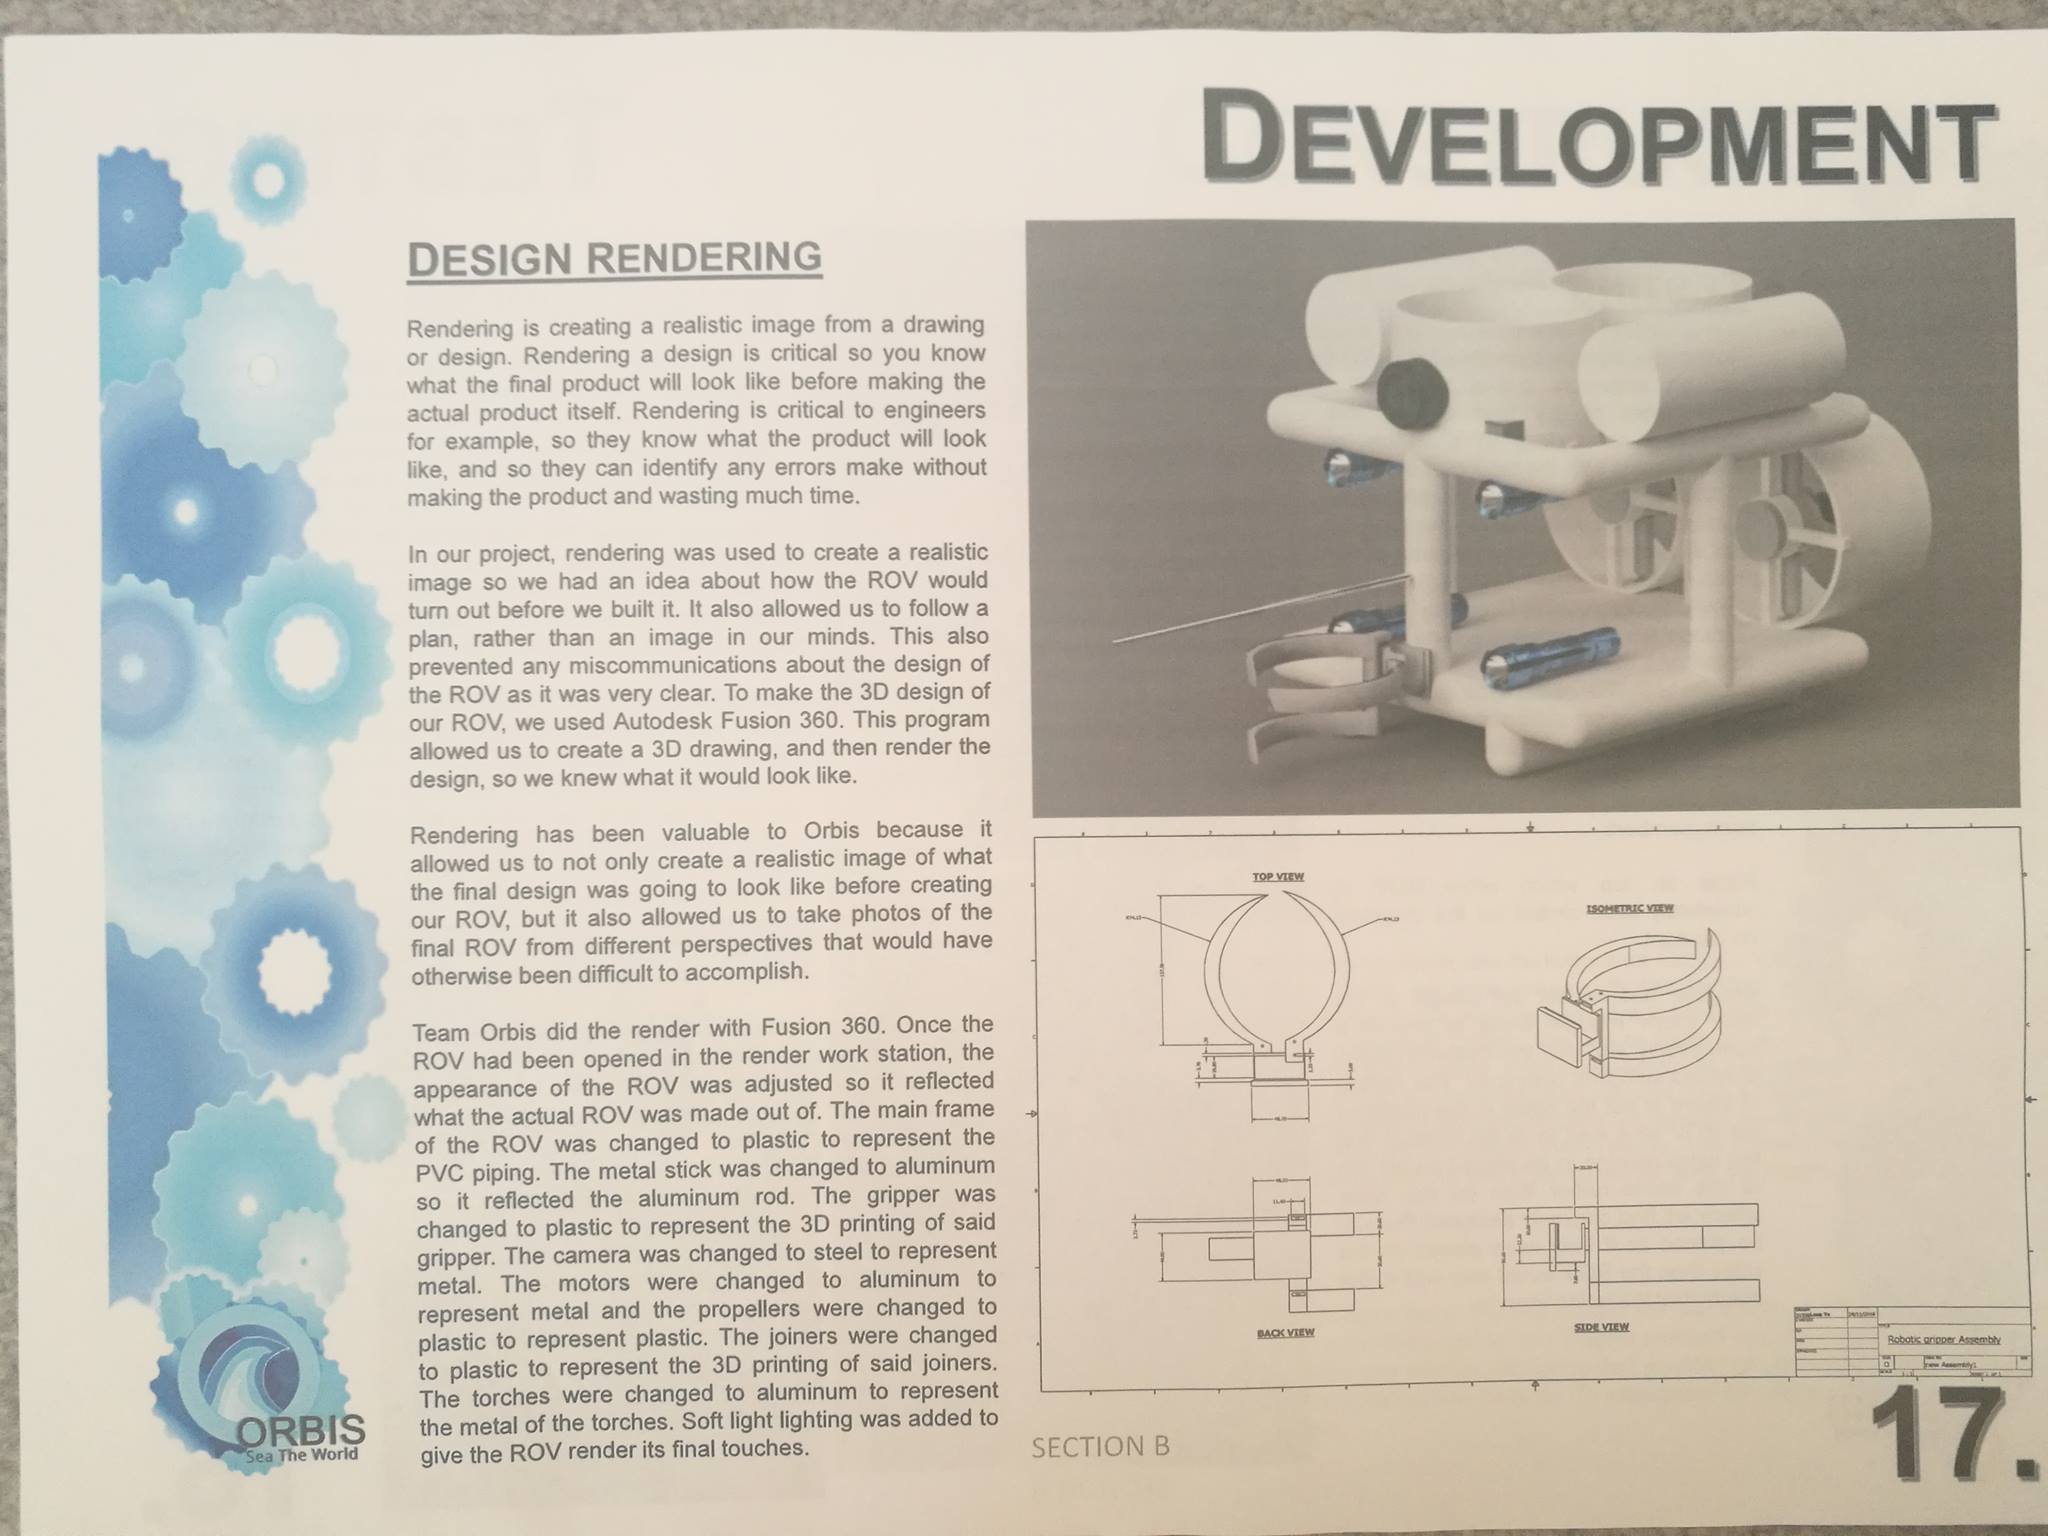 DEVELOPMENT
DESIGN RENDERING
Rendering is creating a realistic image from a drawing
or design. Rendering a design is critical so you know
what the final product will look like before making the
actual product itself. Rendering is critical to engineers
for example, so they know what the product will look
like, and so they can identify any errors make without
making the product and wasting much time.
In our project, rendering was used to create a realistic
image so we had an idea about how the ROV would
turn out before we built it. It also allowed us to follow a
plan, rather than an image in our minds. This also
prevented any miscommunications about the design of
the ROV as it was very clear. To make the 3D design of
our ROV, we used Autodesk Fusion 360. This program
allowed us to create a 3D drawing, and then render the
design, so we knew what it would look like.
Rendering has been valuable to Orbis because it
allowed us to not only create a realistic image of what
the final design was going to look like before creating
our ROV, but it also allowed us to take photos of the
final ROV from different perspectives that would have
otherwise been difficult to accomplish.
Team Orbis did the render with Fusion 360. Once the
ROV had been opened in the render work station, the
appearance of the ROV was adjusted so it reflected
what the actual ROV was made out of. The main frame
of the ROV was changed to plastic to represent the
PVC piping. The metal stick was changed to aluminum
so it reflected the aluminum rod. The gripper was
changed to plastic to represent the 3D printing of said
gripper. The camera was changed to steel to represent
metal. The motors were changed to aluminum to
represent metal and the propellers were changed to
plastic to represent plastic. The joiners were changed
to plastic to represent the 3D printing of said joiners.
The torches were changed to aluminum to represent
the metal of the torches. Soft light lighting was added to
give the ROV render its final touches.
TOP VIEW
ISOMETRIC VIEW
BACK VIEW
SIDE VIEW
Robotic gripper Assembly
new Assembly1
ORBIS
Sea The World
SECTION B
17.